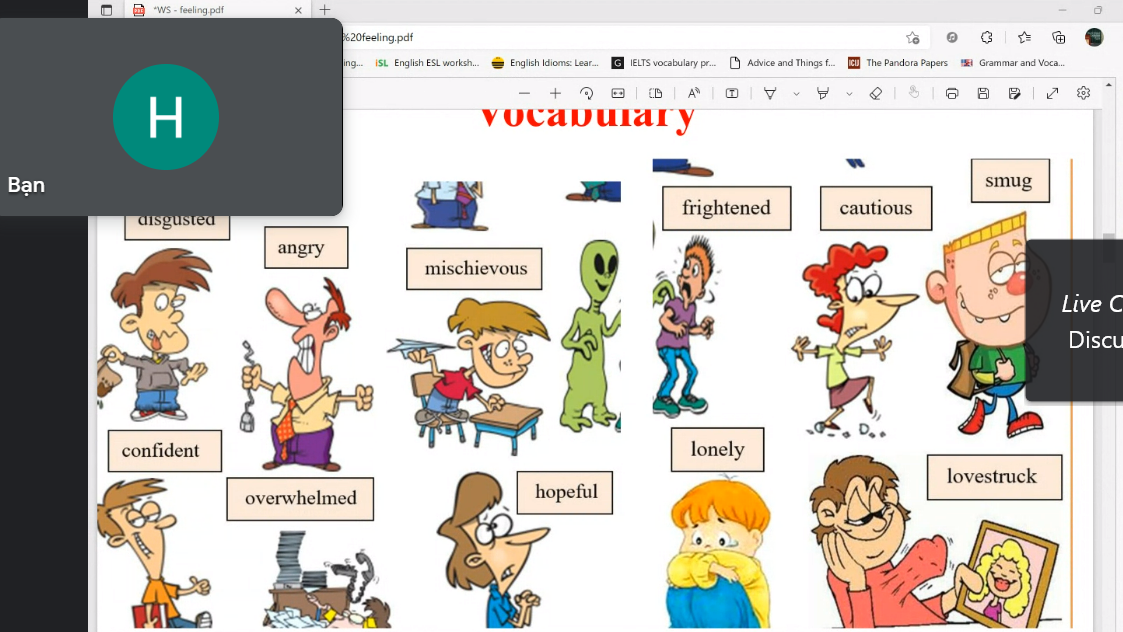 *WS - feeling.pdf
%20feeling.pdf
ing...
iSL English ESL worksh...
English Idioms: Lear...
G IELTS vocabulary pr...
Advice and Things f...
ICIJ The Pandora Papers
Grammar and Voca...
H
Bạn
Vocabulary
disgusted
angry
mischievous
frightened
cautious
smug
Live C
Discu
confident
overwhelmed
hopeful
lonely
lovestruck